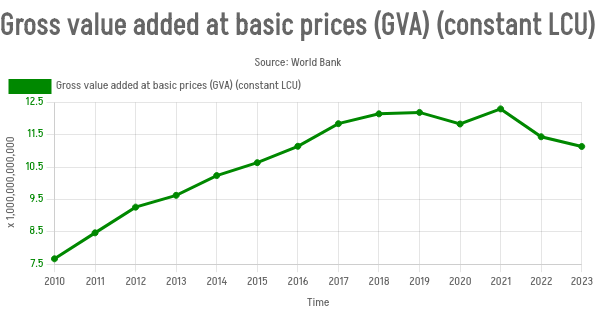 Gross value added at basic prices (GVA) (constant LCU)
Source: World Bank
Gross value added at basic prices (GVA) (constant LCU)
12.5
11.5
10.5
9.5
8.5
7.5
x 1,000,000,000,000
2010 2011 2012 2013 2014 2015 2016 2017 2018 2019 2020 2021 2022 2023
Time